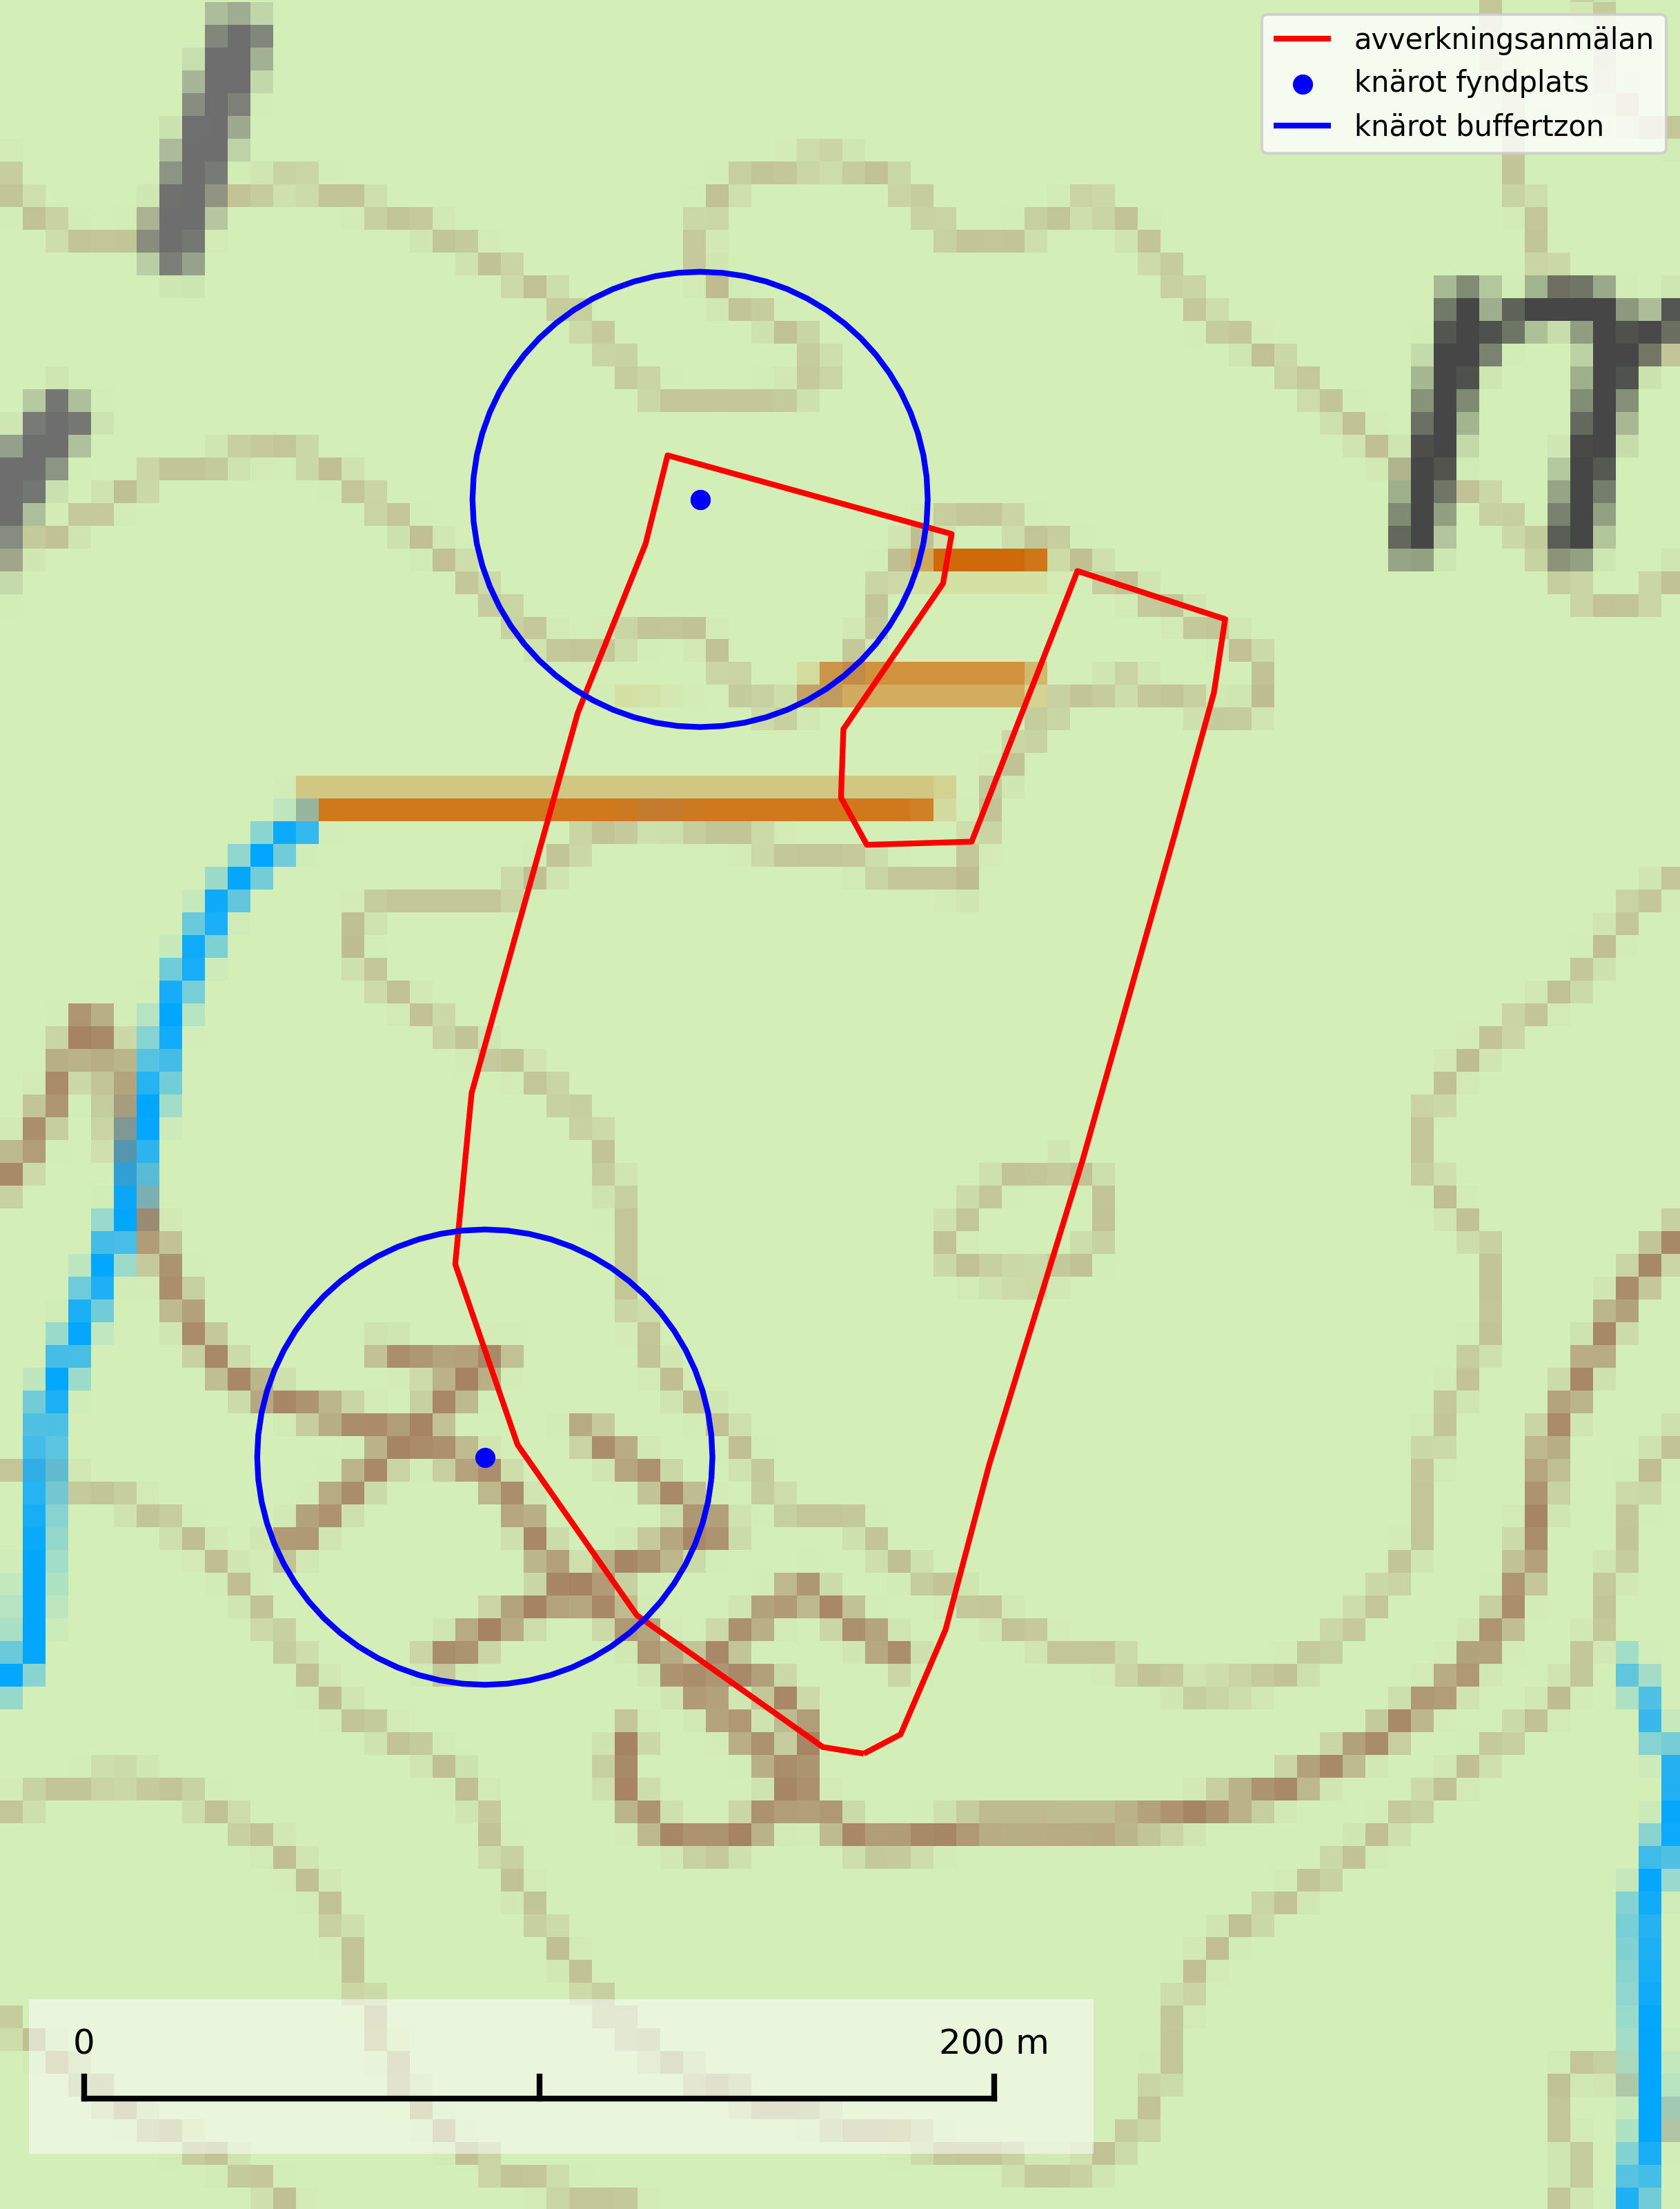 avverkningsanmälan
knärot fyndplats
knärot buffertzon
0 200 m